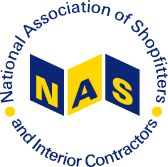 National Association of Shopfitters
NAS
and Interior Contractors